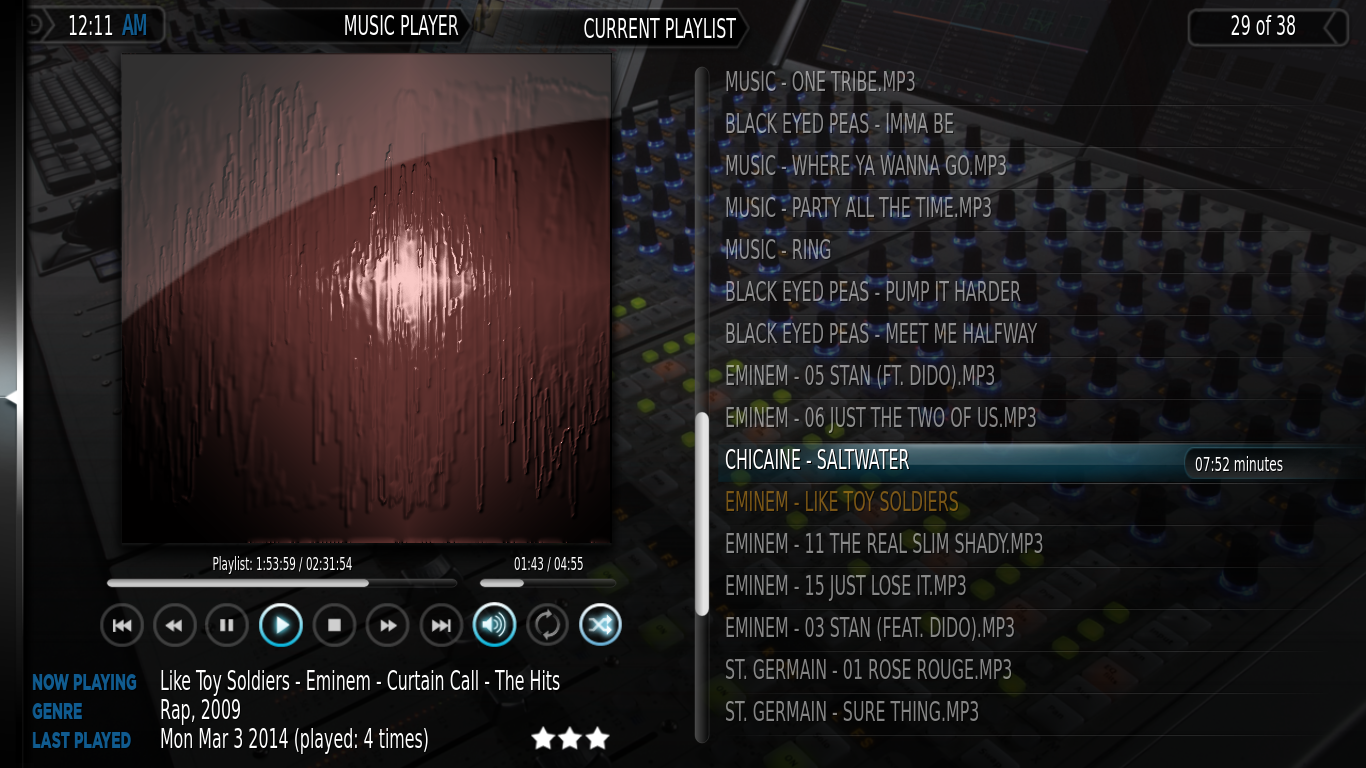 12:11 AM
MUSIC PLAYER
CURRENT PLAYLIST
29 of 38
MUSIC - ONE TRIBE.MP3
BLACK EYED PEAS - IMMA BE
MUSIC - WHERE YA WANNA GO.MP3
MUSIC - PARTY ALL THE TIME.MP3
MUSIC - RING
BLACK EYED PEAS - PUMP IT HARDER
BLACK EYED PEAS - MEET ME HALFWAY
EMINEM - 05 STAN (FT. DIDO).MP3
EMINEM - 06 JUST THE TWO OF US.MP3
CHICAINE - SALTWATER
07:52 minutes
EMINEM - LIKE TOY SOLDIERS
EMINEM - 11 THE REAL SLIM SHADY.MP3
EMINEM - 15 JUST LOSE IT.MP3
EMINEM - 03 STAN (FEAT. DIDO).MP3
ST. GERMAIN - 01 ROSE ROUGE.MP3
ST. GERMAIN - SURE THING.MP3
Playlist: 1:53:59 / 02:31:54
01:43 / 04:55
NOW PLAYING Like Toy Soldiers - Eminem - Curtain Call - The Hits
GENRE Rap, 2009
LAST PLAYED Mon Mar 3 2014 (played: 4 times)